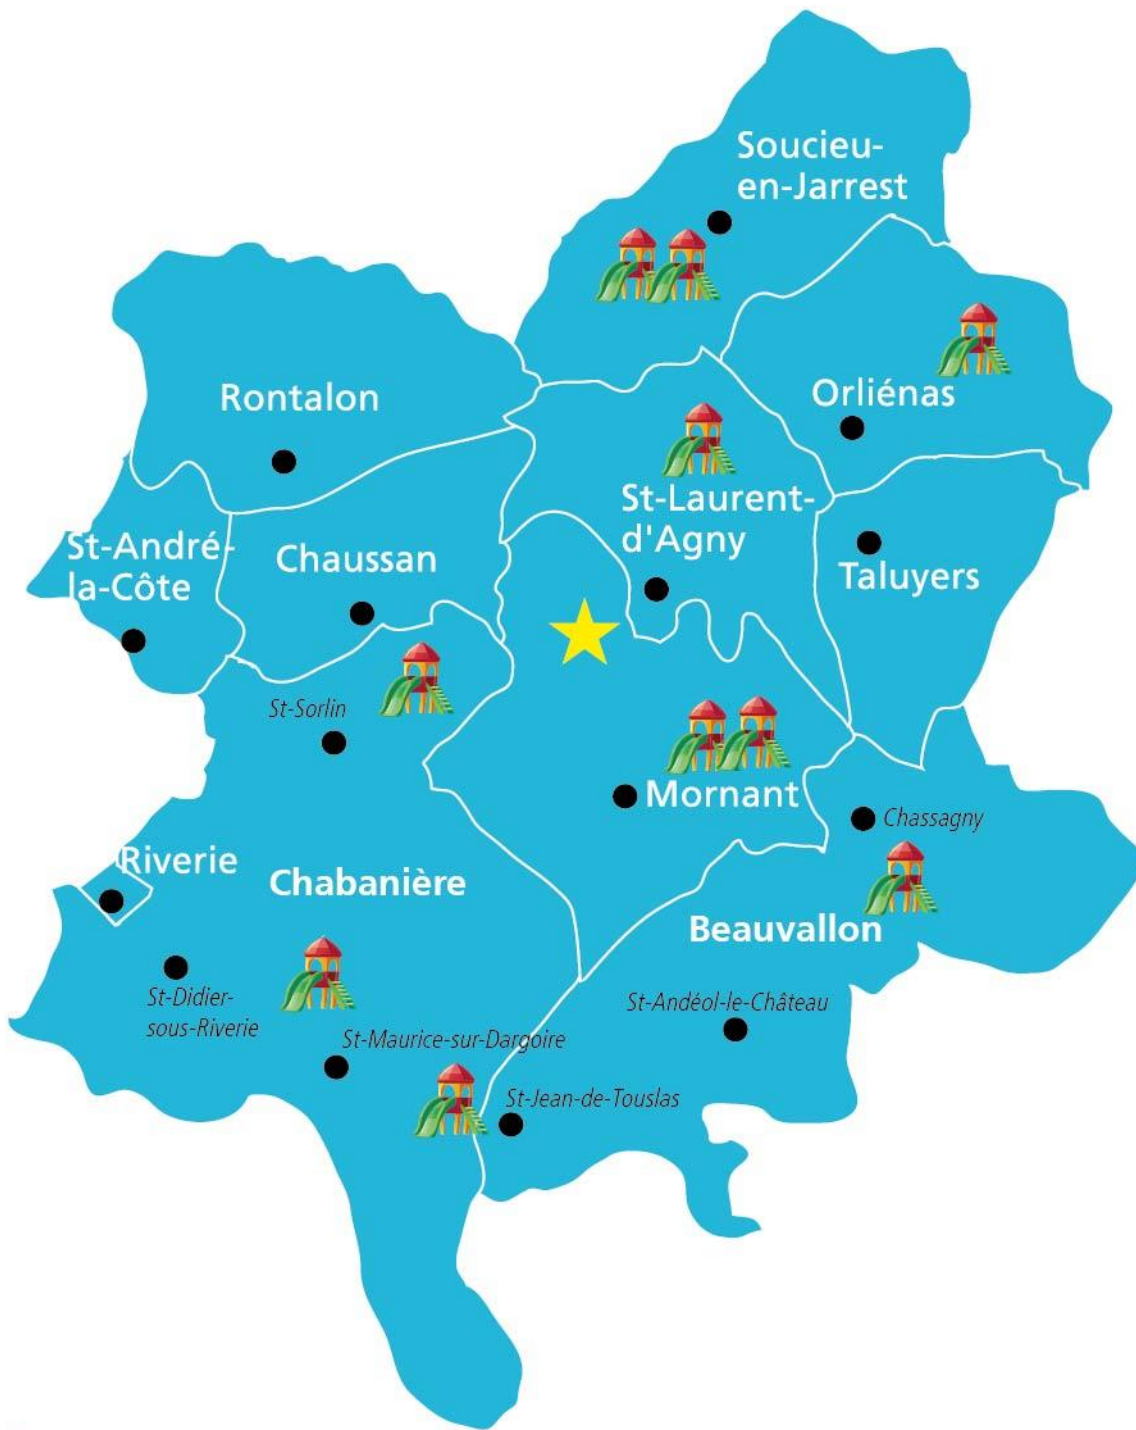 Soucieu-
en-Jarrest
Rontalon
Orliénas
St-Laurent-
d'Agny
St-André-
la-Côte
Chaussan
Taluyers
St-Sorlin
Mornant
Chassagny
Riverie
Chabanière
Beauvallon
St-Didier-
sous-Riverie
St-Andéol-le-Château
St-Maurice-sur-Dargoire
St-Jean-de-Touslas